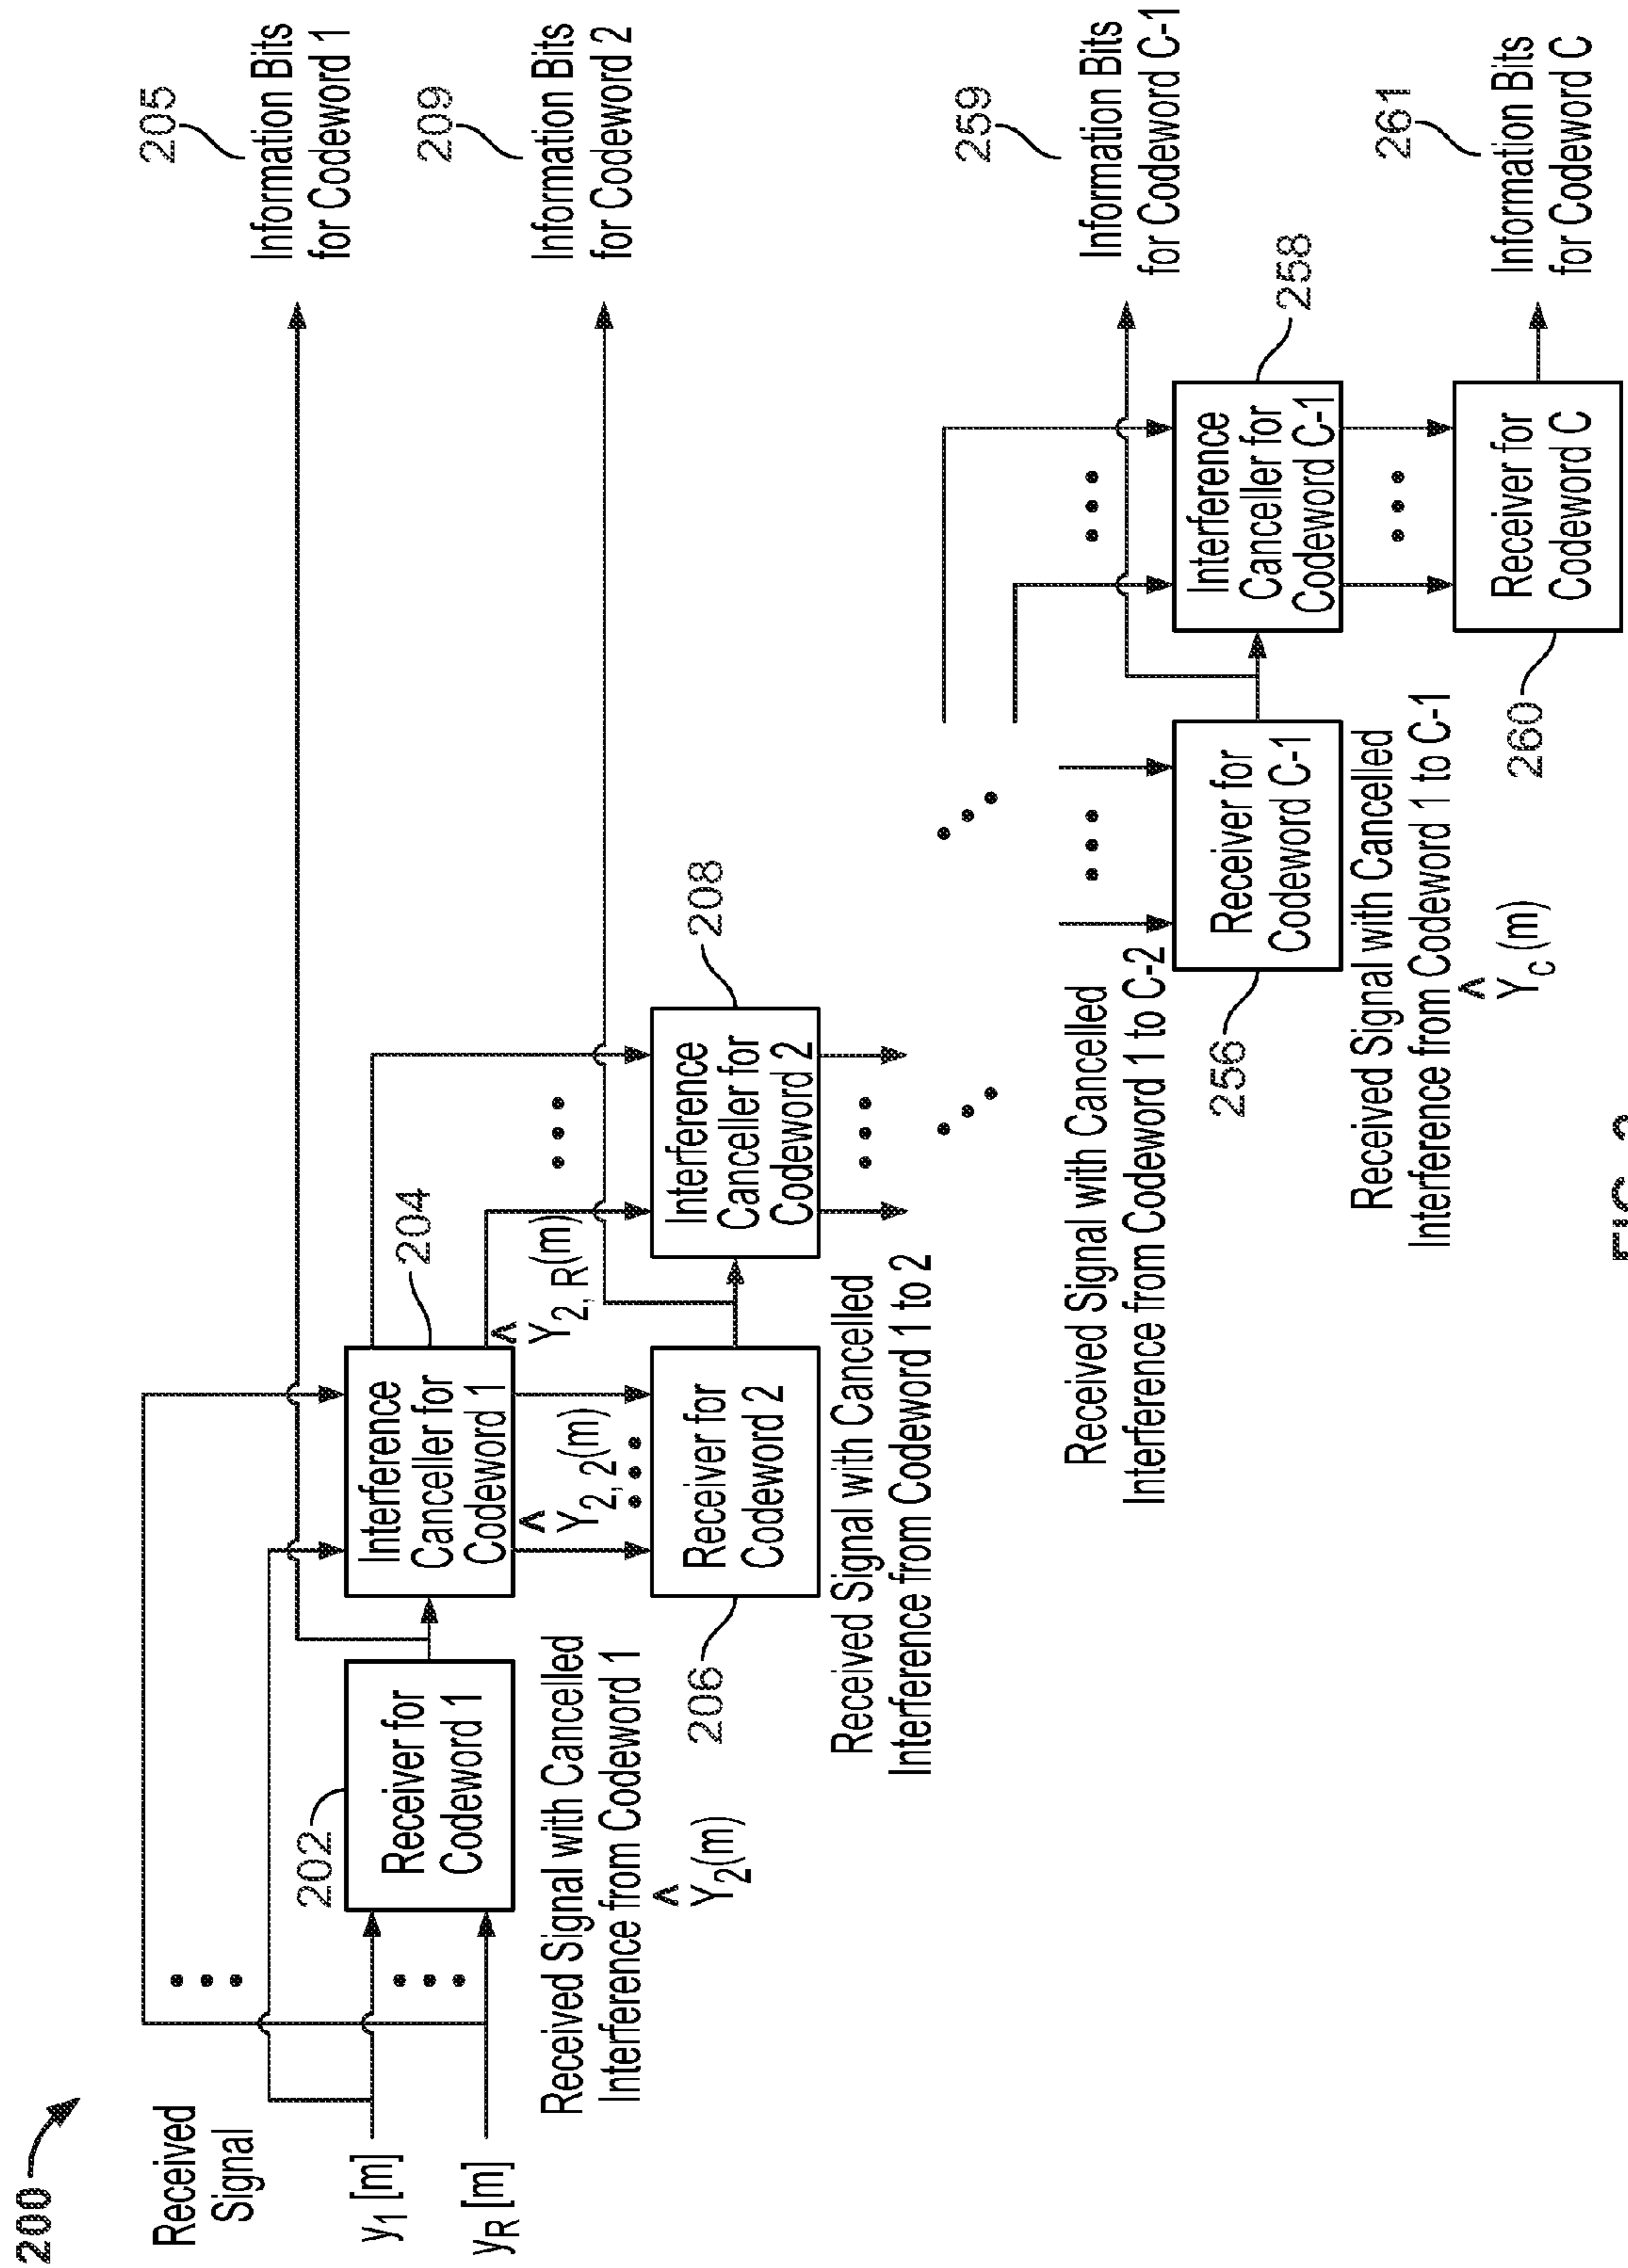 200
Received
Signal
y1 [m]
yR [m]
202
Receiver for
Codeword 1
204
Interference
Canceller for
Codeword 1
205
Information Bits
for Codeword 1
Received Signal with Cancelled
Interference from Codeword 1
^
Y2(m)
^
Y2, 2(m)
^
Y2, R(m)
206
Receiver for
Codeword 2
208
Interference
Canceller for
Codeword 2
209
Information Bits
for Codeword 2
Received Signal with Cancelled
Interference from Codeword 1 to 2
Received Signal with Cancelled
Interference from Codeword 1 to C-2
256
Receiver for
Codeword C-1
258
Interference
Canceller for
Codeword C-1
259
Information Bits
for Codeword C-1
Received Signal with Cancelled
Interference from Codeword 1 to C-1
^
YC (m)
260
Receiver for
Codeword C
261
Information Bits
for Codeword C